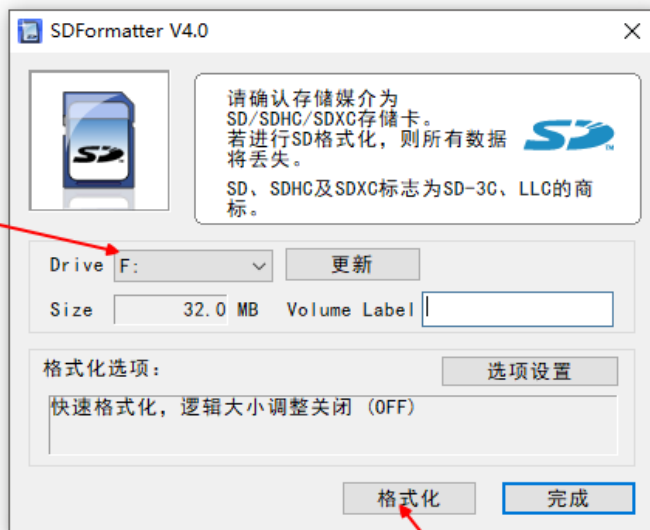 SDFormatter V4.0
请确认存储媒介为
SD/SDHC/SDXC存储卡。
若进行SD格式化，则所有数据
将丢失。
SD、SDHC及SDXC标志为SD-3C、LLC的商
标。
SD
SD
TM
Drive F: 更新
Size 32.0 MB Volume Label
格式化选项： 选项设置
快速格式化，逻辑大小调整关闭 (OFF)
格式化 完成